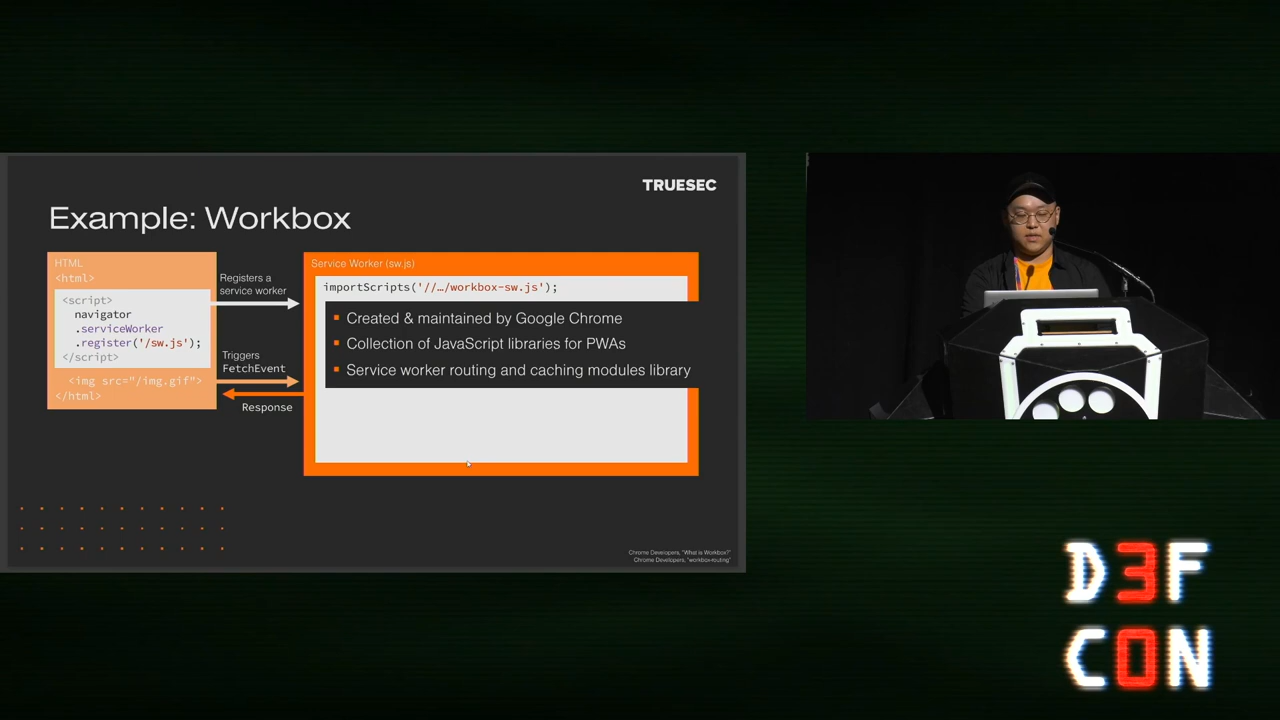 TRUESEC
Example: Workbox
HTML
<html>
<script>
navigator
.serviceWorker
.register('/sw.js');
</script>
<img src="/img.gif">
</html>
Registers a
service worker
Triggers
FetchEvent
Response
Service Worker (sw.js)
importScripts('//…/workbox-sw.js');
Created & maintained by Google Chrome
Collection of JavaScript libraries for PWAs
Service worker routing and caching modules library
Chrome Developers, "What is Workbox?"
Chrome Developers, "workbox-routing"
D3F
C0N